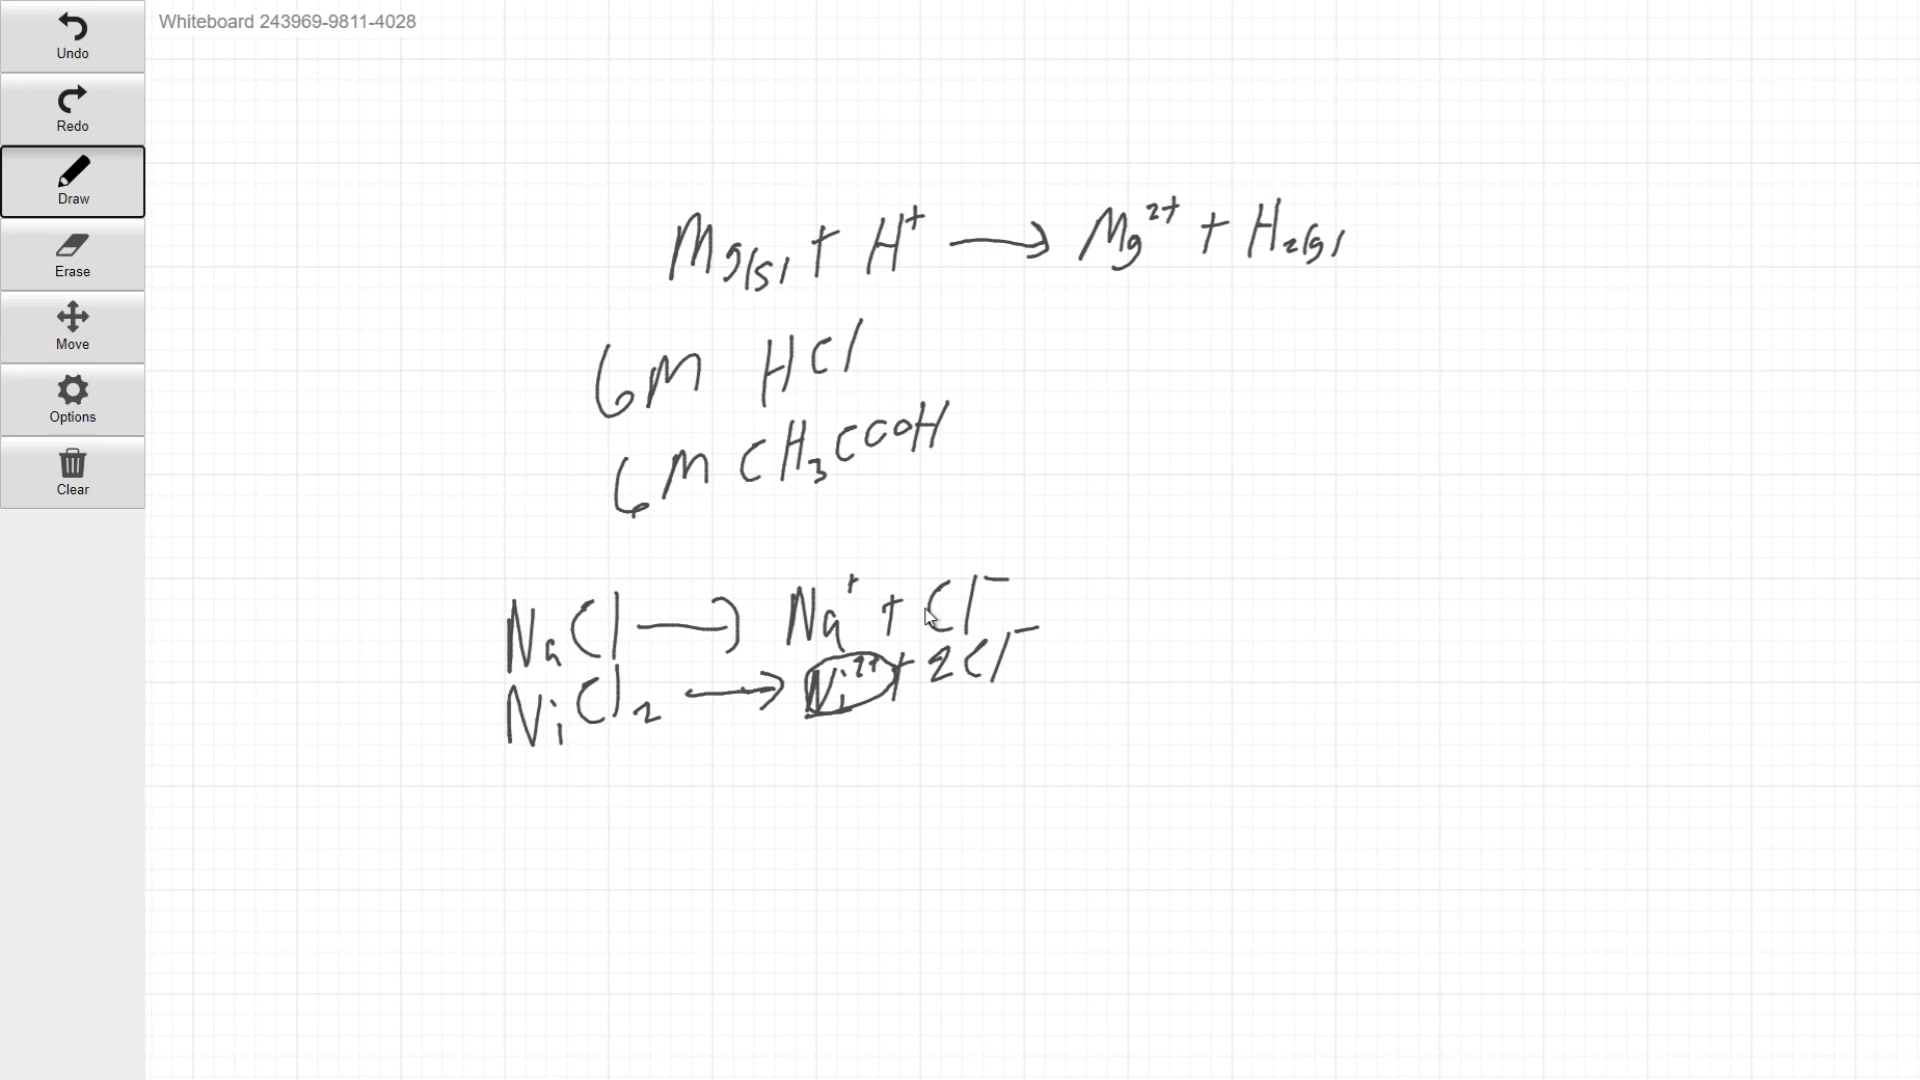 Whiteboard 243969-9811-4028
Undo
Redo
Draw
Erase
Move
Options
Clear
Mg(s) + H⁺ → Mg²⁺ + H₂(g)
6M HCl
6M CH₃COOH
NaCl → Na⁺ + Cl⁻
NiCl₂ → Ni²⁺ + 2Cl⁻